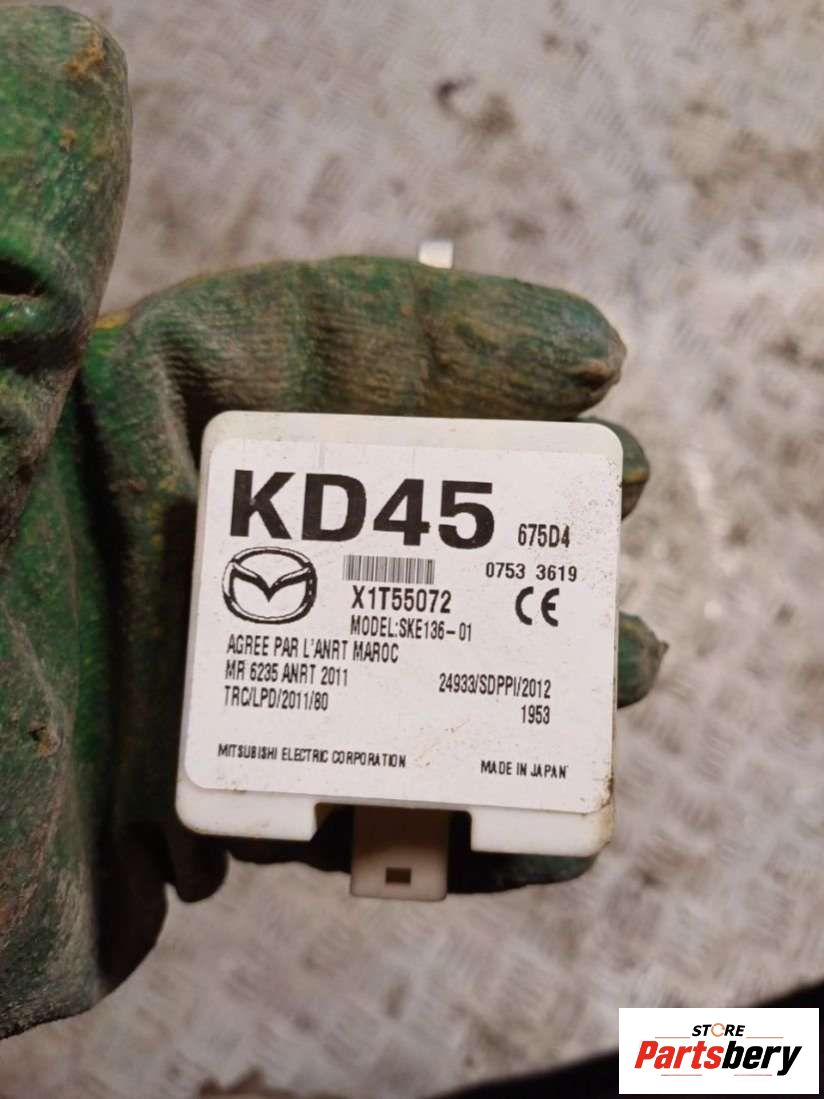 KD45 675D4
0753 3619
X1T55072
MODEL:SKE136-01
AGREE PAR L'ANRT MAROC
MR 6235 ANRT 2011
24933/SDPPI/2012
TRC/LPD/2011/80
1953
MITSUBISHI ELECTRIC CORPORATION
MADE IN JAPAN
CE
STORE
Partsbery